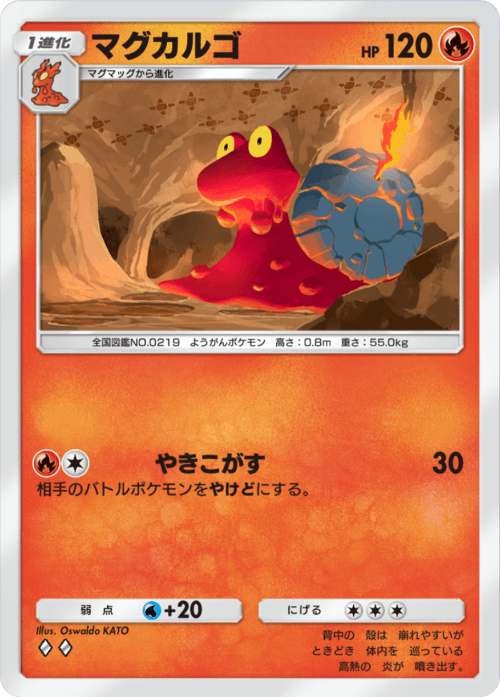 1進化
マグカルゴ
HP 120
マグマッグから進化
全国図鑑NO.0219 ようがんポケモン 高さ:0.8m 重さ:55.0kg
やきこがす 30
相手のバトルポケモンをやけどにする。
弱点 +20 にげる
Illus. Oswaldo KATO
背中の 殻は 崩れやすいが
ときどき 体内を 巡っている
高熱の 炎が 噴き出す。